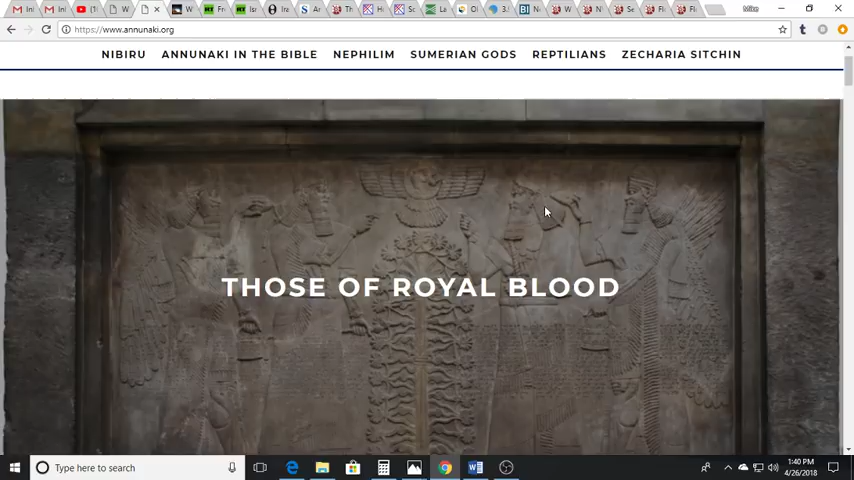 Mike
https://www.annunaki.org
NIBIRU ANNUNAKI IN THE BIBLE NEPHILIM SUMERIAN GODS REPTILIANS ZECHARIA SITCHIN
THOSE OF ROYAL BLOOD
Type here to search
1:40 PM
4/26/2018